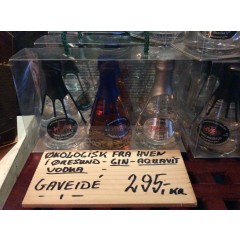 ØKOLOGISK FRA HVEN
I ØRESUND - GIN - AQUAVIT
VODKA -
GAVEIDE 295,- KR
-,-